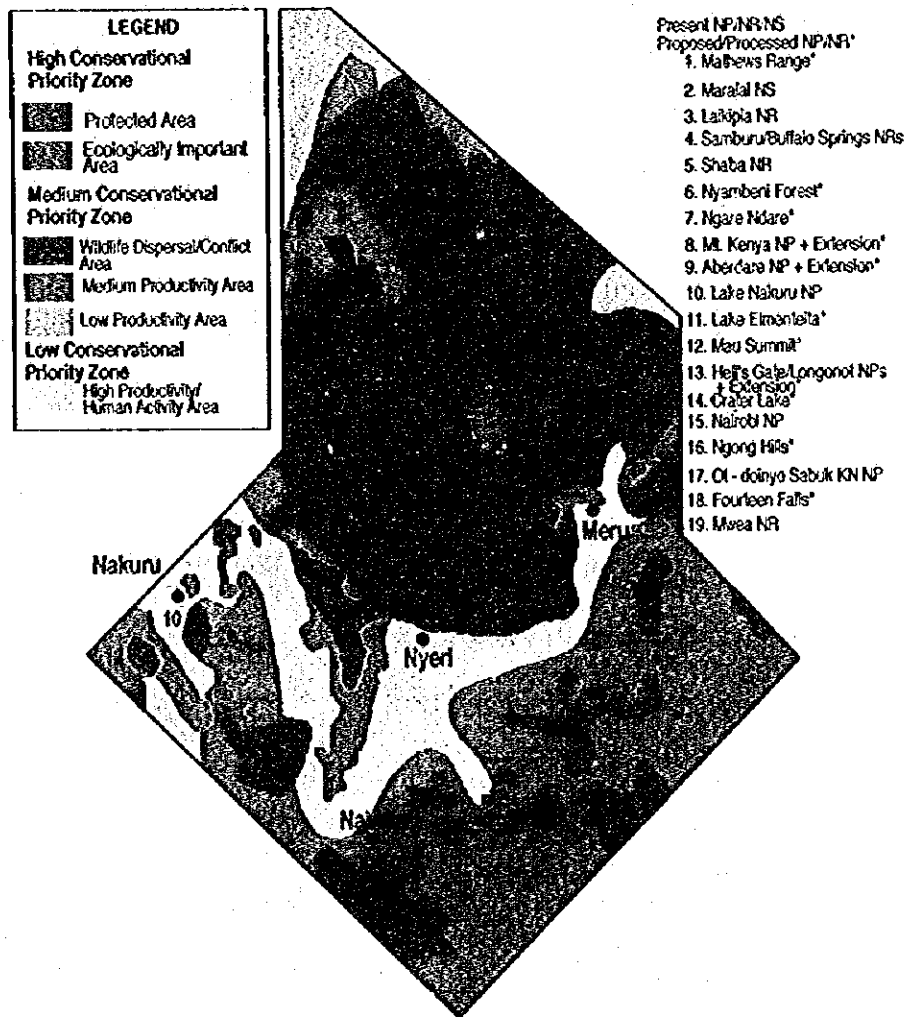 LEGEND
High Conservational
Priority Zone
Protected Area
Ecologically Important
Area
Medium Conservational
Priority Zone
Wildlife Dispersal/Conflict
Area
Medium Productivity Area
Low Productivity Area
Low Conservational
Priority Zone
High Productivity/
Human Activity Area
Present NP/NR/NS
Proposed/Processed NP/NR*
1. Mathews Range*
2. Maralal NS
3. Laikipia NR
4. Samburu/Buffalo Springs NRs
5. Shaba NR
6. Nyambeni Forest*
7. Ngare Ndare*
8. Mt. Kenya NP + Extension*
9. Aberdare NP + Extension*
10. Lake Nakuru NP
11. Lake Elmenteita*
12. Mau Summit*
13. Hell's Gate/Longonot NPs
+ Extension*
14. Crater Lake*
15. Nairobi NP
16. Ngong Hills*
17. Ol - doinyo Sabuk KN NP
18. Fourteen Falls*
19. Mwea NR
Meru
Nakuru
10
Nyeri
Na